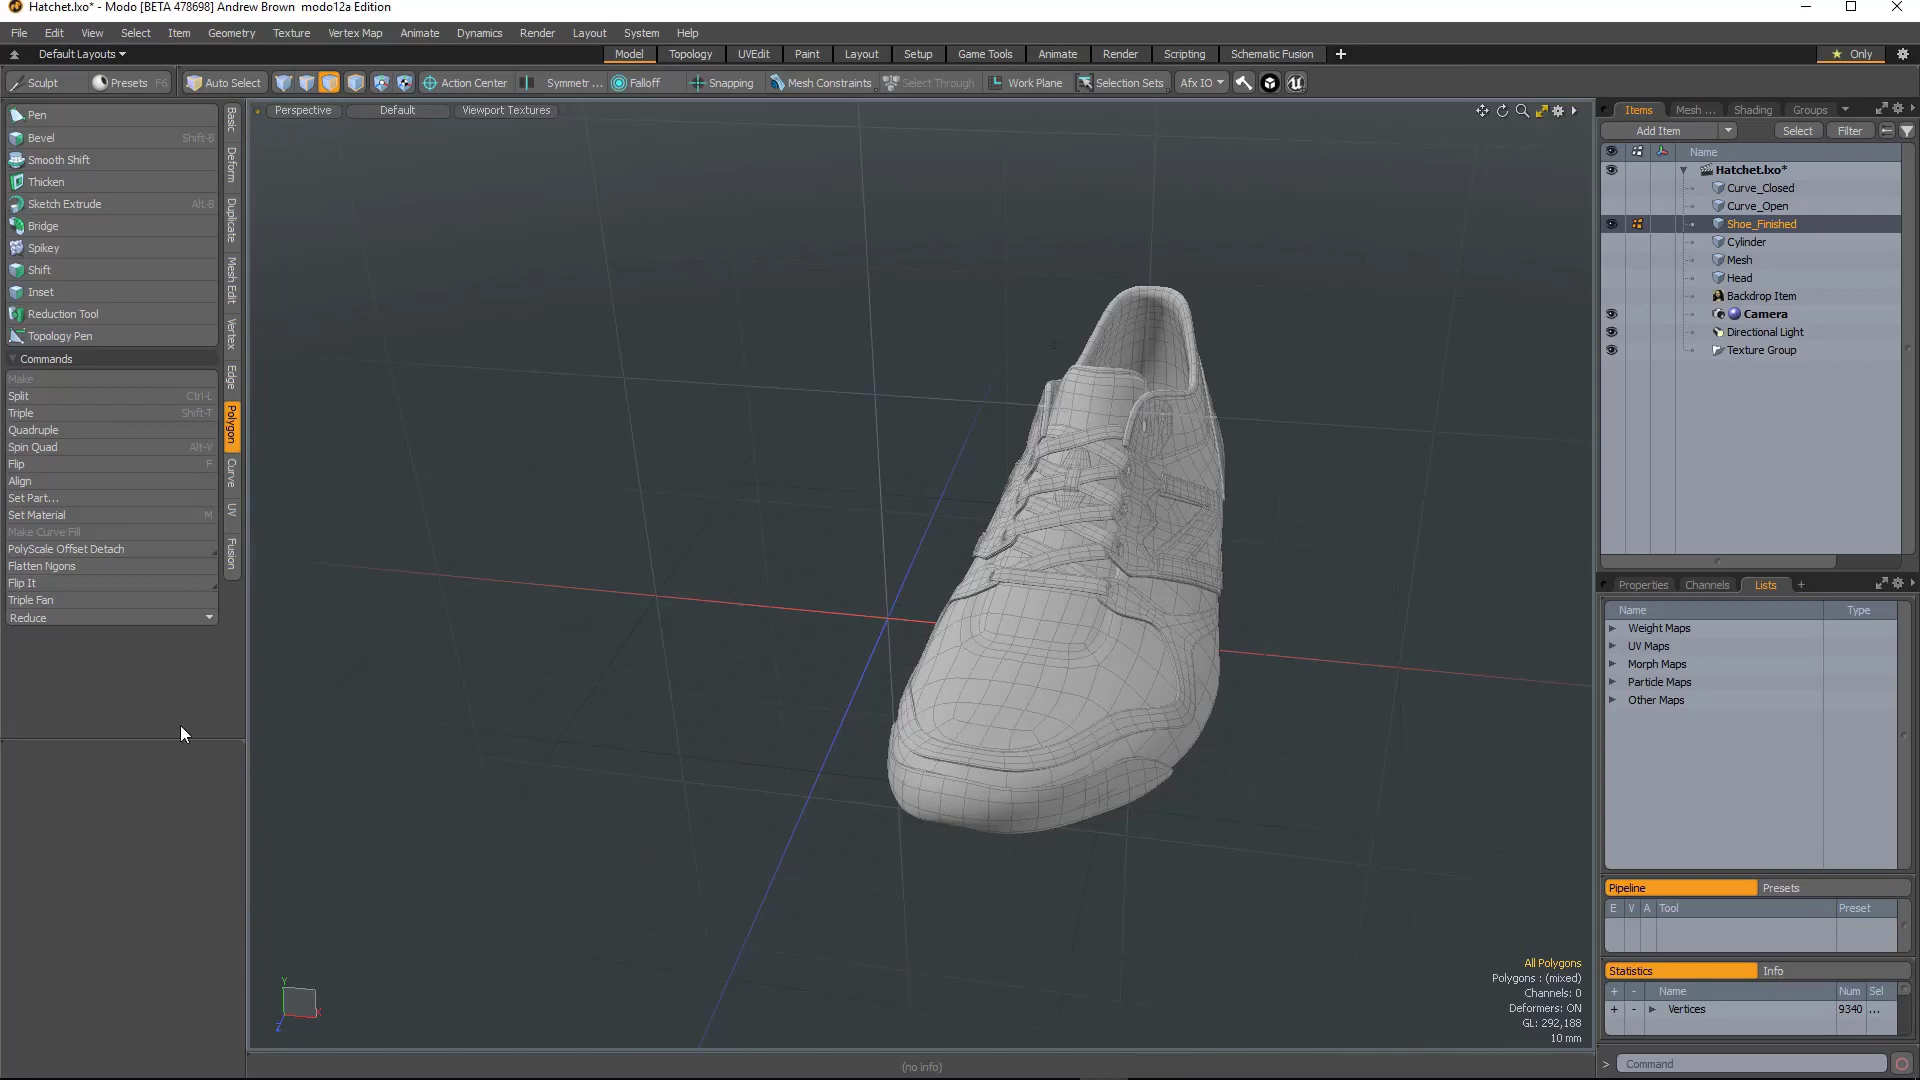 Hatchet.lxo* - Modo [BETA 478698] Andrew Brown  modo12a Edition
File Edit View Select Item Geometry Texture Vertex Map Animate Dynamics Render Layout System Help
Default Layouts
Model Topology UVEdit Paint Layout Setup Game Tools Animate Render Scripting Schematic Fusion
Only
Sculpt Presets F6 Auto Select Action Center Symmetr ... Falloff Snapping Mesh Constraints Select Through Work Plane Selection Sets Afx IO
Pen
Bevel Shift-B
Smooth Shift
Thicken
Sketch Extrude Alt-B
Bridge
Spikey
Shift
Inset
Reduction Tool
Topology Pen
Commands
Make
Split Ctrl-L
Triple Shift-T
Quadruple
Spin Quad Alt-V
Flip F
Align
Set Part...
Set Material M
Make Curve Fill
PolyScale Offset Detach
Flatten Ngons
Flip It
Triple Fan
Reduce
Basic
Deform
Duplicate
Mesh Edit
Vertex
Edge
Polygon
Curve
UV
Fusion
Perspective Default Viewport Textures
Z
Y
X
Z
All Polygons
Polygons : (mixed)
Channels: 0
Deformers: ON
GL: 292,188
10 mm
(no info)
Items Mesh ... Shading Groups
Add Item Select Filter
Name
Hatchet.lxo*
Curve_Closed
Curve_Open
Shoe_Finished
Cylinder
Mesh
Head
Backdrop Item
Camera
Directional Light
Texture Group
Properties Channels Lists +
Name Type
Weight Maps
UV Maps
Morph Maps
Particle Maps
Other Maps
Pipeline Presets
E V A Tool Preset
Statistics Info
+ - Name Num Sel
+ - Vertices 9340 ...
> Command